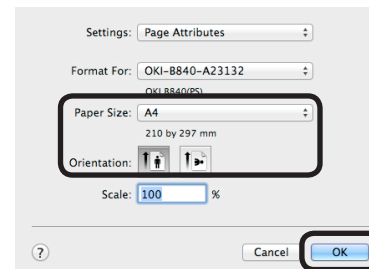 Settings: Page Attributes
Format For: OKI-B840-A23132
OKI B840(PS)
Paper Size: A4
210 by 297 mm
Orientation:
Scale: 100 %
? Cancel OK